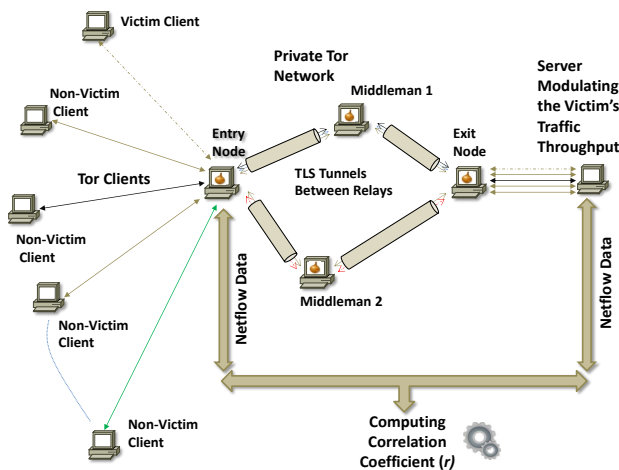 Victim Client
Non-Victim
Client
Tor Clients
Non-Victim
Client
Non-Victim
Client
Non-Victim
Client
Entry
Node
Private Tor
Network
Middleman 1
TLS Tunnels
Between Relays
Middleman 2
Exit
Node
Server
Modulating
the Victim's
Traffic
Throughput
Netflow Data
Netflow Data
Computing
Correlation
Coefficient (r)